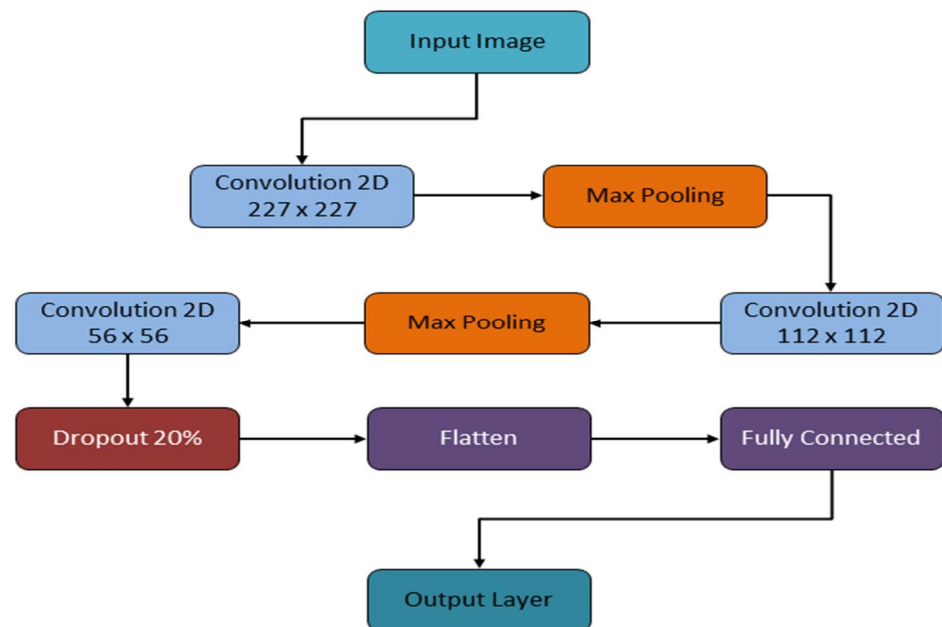 Input Image
Convolution 2D
227 x 227
Max Pooling
Convolution 2D
112 x 112
Max Pooling
Convolution 2D
56 x 56
Dropout 20%
Flatten
Fully Connected
Output Layer